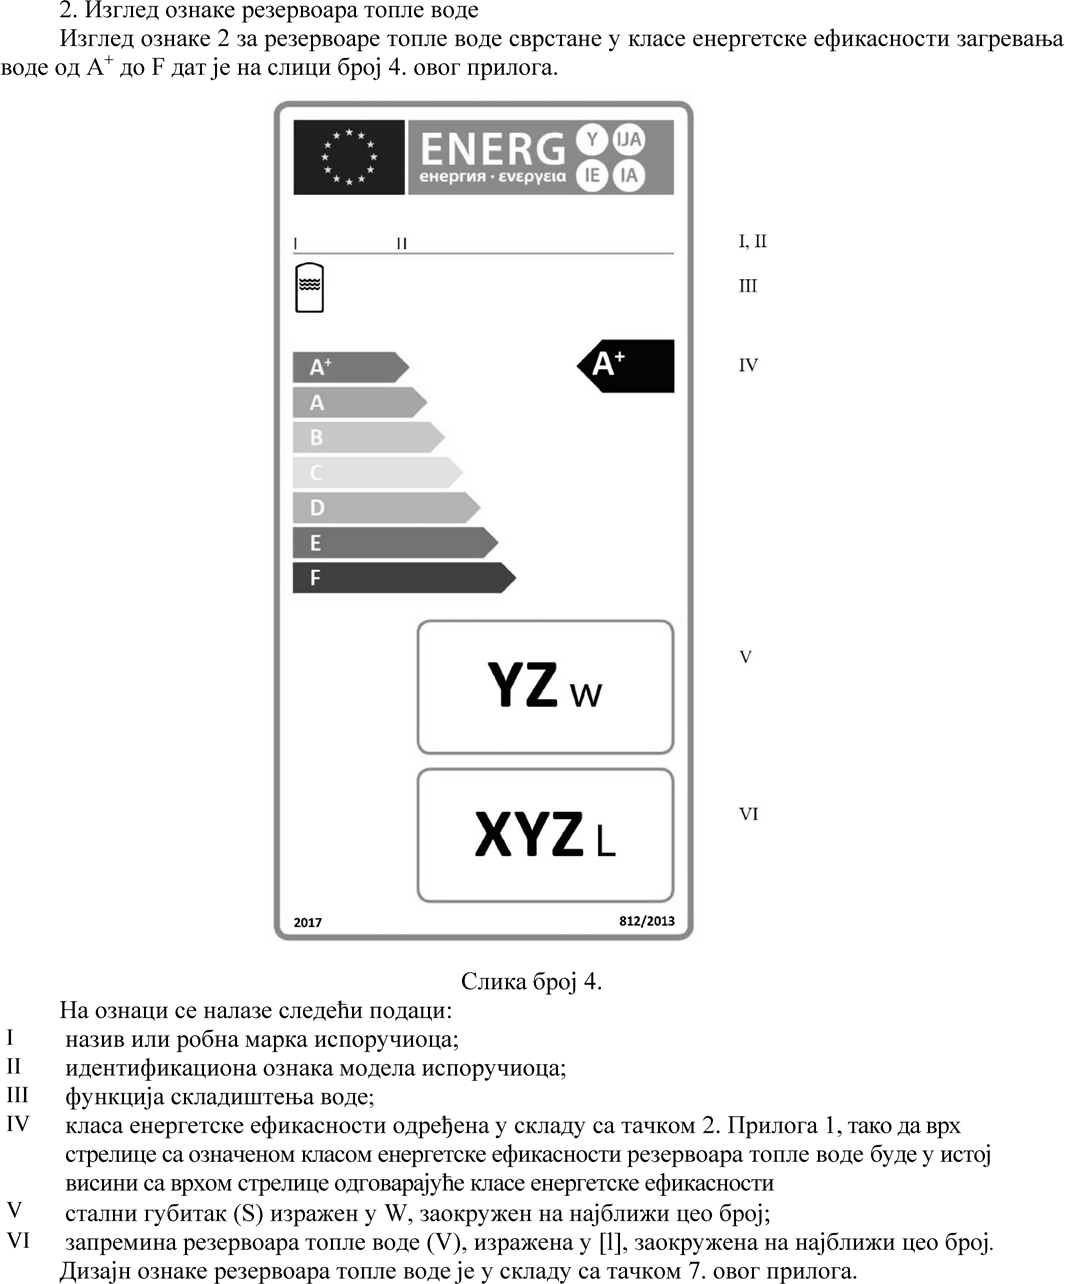 2. Изглед ознаке резервоара топле воде
Изглед ознаке 2 за резервоаре топле воде сврстане у класе енергетске ефикасности загревања
воде од А⁺ до F дат је на слици број 4. овог прилога.
ENERG Y IJA
енергия · ενεργεια IE IA
I II I, II
III
A⁺ A⁺ IV
A
B
C
D
E
F
YZ W V
XYZ L VI
2017 812/2013
Слика број 4.
На ознаци се налазе следећи подаци:
I назив или робна марка испоручиоца;
II идентификациона ознака модела испоручиоца;
III функција складиштења воде;
IV класа енергетске ефикасности одређена у складу са тачком 2. Прилога 1, тако да врх
стрелице са означеном класом енергетске ефикасности резервоара топле воде буде у истој
висини са врхом стрелице одговарајуће класе енергетске ефикасности
V стални губитак (S) изражен у W, заокружен на најближи цео број;
VI запремина резервоара топле воде (V), изражена у [l], заокружена на најближи цео број.
Дизајн ознаке резервоара топле воде је у складу са тачком 7. овог прилога.